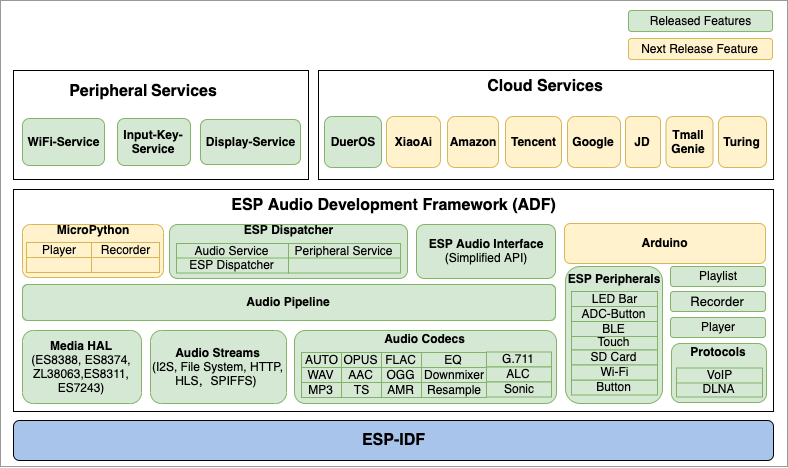 Released Features
Next Release Feature
Peripheral Services
WiFi-Service
Input-Key-
Service
Display-Service
Cloud Services
DuerOS
XiaoAi
Amazon
Tencent
Google
JD
Tmall
Genie
Turing
ESP Audio Development Framework (ADF)
MicroPython
Player
Recorder
ESP Dispatcher
Audio Service
Peripheral Service
ESP Dispatcher
ESP Audio Interface
(Simplified API)
Arduino
Audio Pipeline
Media HAL
(ES8388, ES8374,
ZL38063,ES8311,
ES7243)
Audio Streams
(I2S, File System, HTTP,
HLS, SPIFFS)
Audio Codecs
AUTO OPUS FLAC EQ G.711
WAV AAC OGG Downmixer ALC
MP3 TS AMR Resample Sonic
ESP Peripherals
LED Bar
ADC-Button
BLE
Touch
SD Card
Wi-Fi
Button
Playlist
Recorder
Player
Protocols
VoIP
DLNA
ESP-IDF